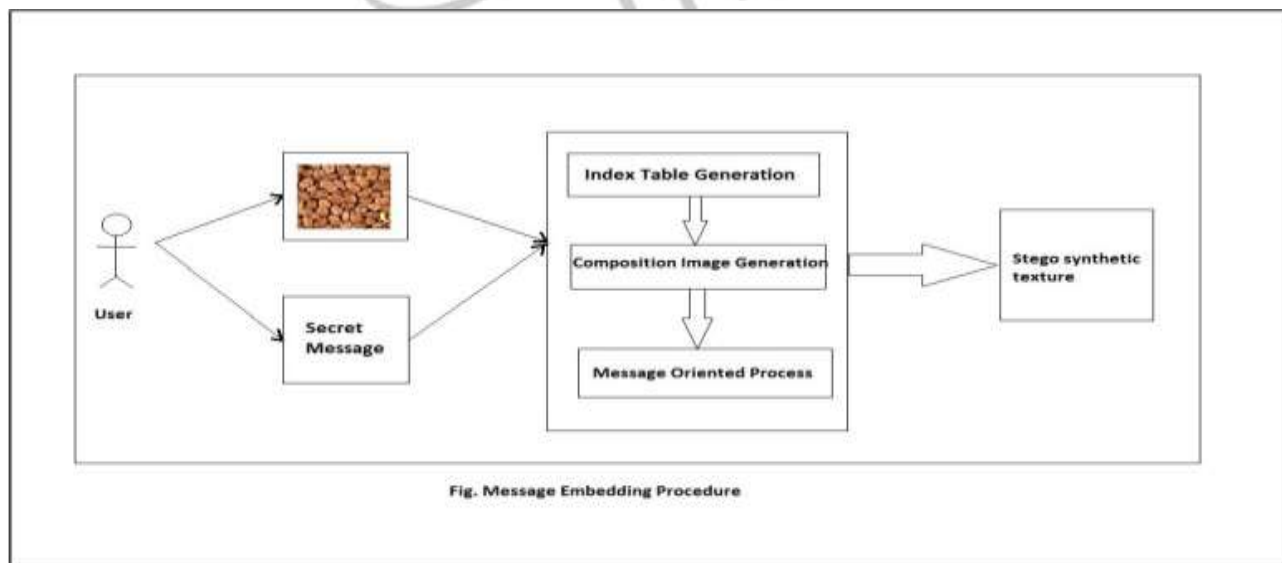 User
Secret
Message
Index Table Generation
Composition Image Generation
Message Oriented Process
Stego synthetic
texture
Fig. Message Embedding Procedure